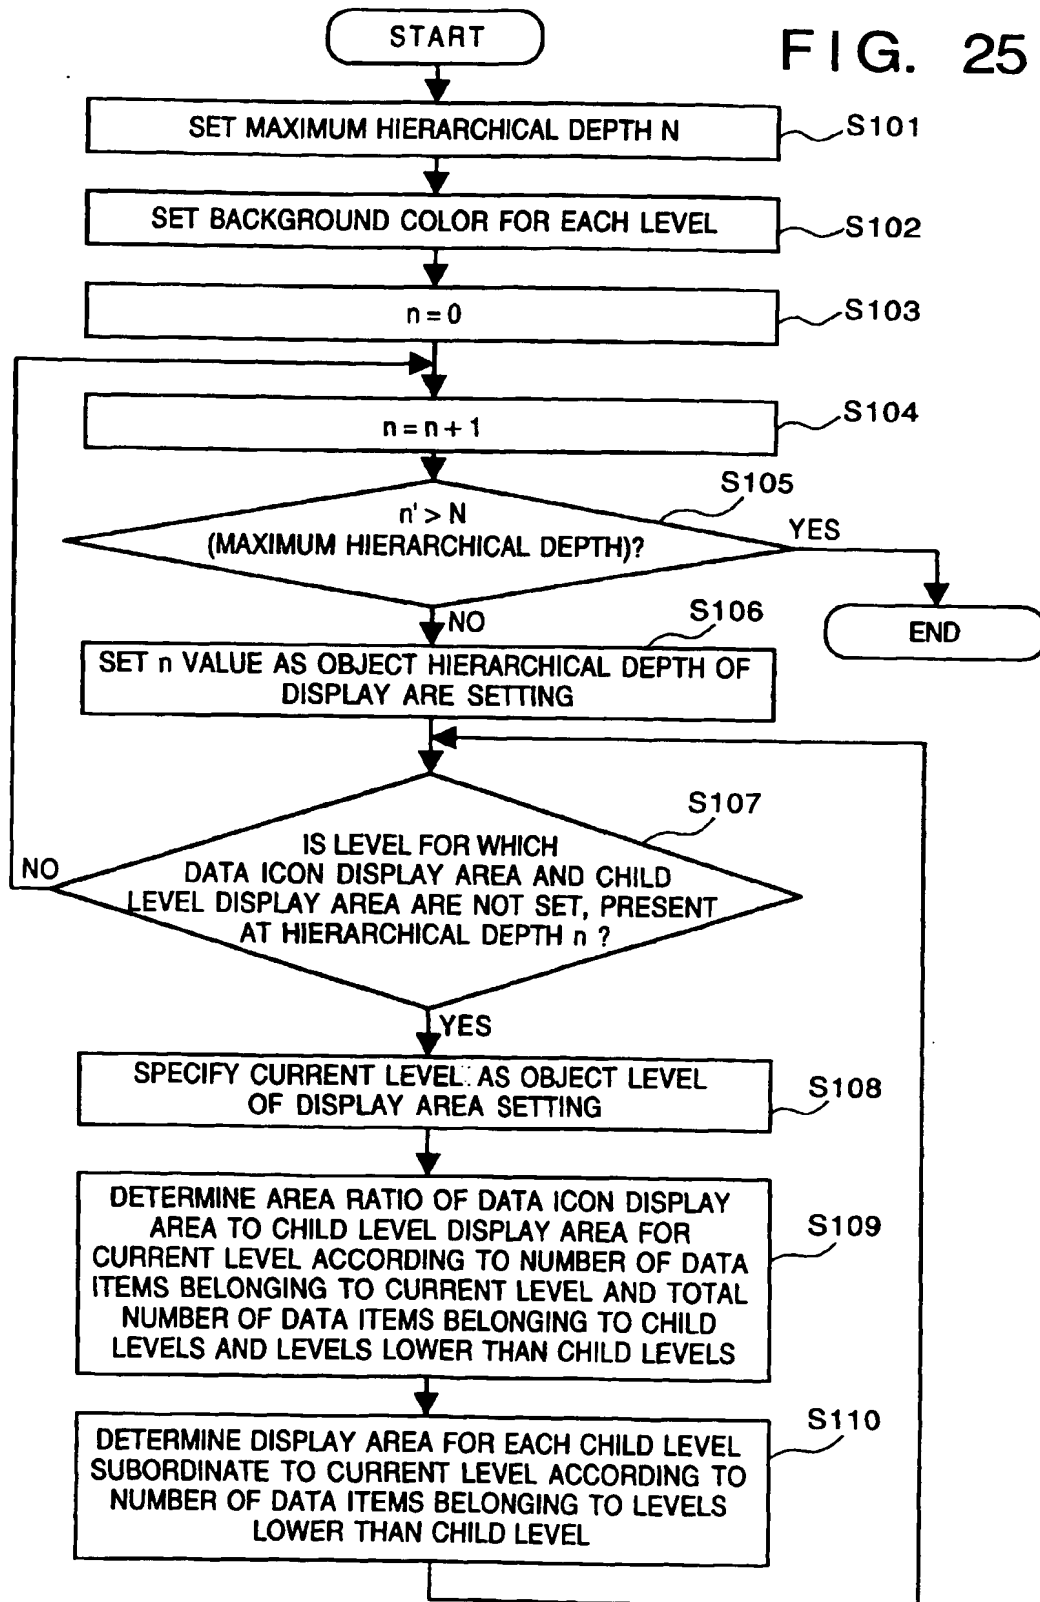 FIG. 25
START
SET MAXIMUM HIERARCHICAL DEPTH N
S101
SET BACKGROUND COLOR FOR EACH LEVEL
S102
n = 0
S103
n = n + 1
S104
S105
n' > N
(MAXIMUM HIERARCHICAL DEPTH)?
YES
END
NO
S106
SET n VALUE AS OBJECT HIERARCHICAL DEPTH OF
DISPLAY ARE SETTING
S107
IS LEVEL FOR WHICH
DATA ICON DISPLAY AREA AND CHILD
LEVEL DISPLAY AREA ARE NOT SET, PRESENT
AT HIERARCHICAL DEPTH n ?
NO
YES
SPECIFY CURRENT LEVEL AS OBJECT LEVEL
OF DISPLAY AREA SETTING
S108
DETERMINE AREA RATIO OF DATA ICON DISPLAY
AREA TO CHILD LEVEL DISPLAY AREA FOR
CURRENT LEVEL ACCORDING TO NUMBER OF DATA
ITEMS BELONGING TO CURRENT LEVEL AND TOTAL
NUMBER OF DATA ITEMS BELONGING TO CHILD
LEVELS AND LEVELS LOWER THAN CHILD LEVELS
S109
DETERMINE DISPLAY AREA FOR EACH CHILD LEVEL
SUBORDINATE TO CURRENT LEVEL ACCORDING TO
NUMBER OF DATA ITEMS BELONGING TO LEVELS
LOWER THAN CHILD LEVEL
S110